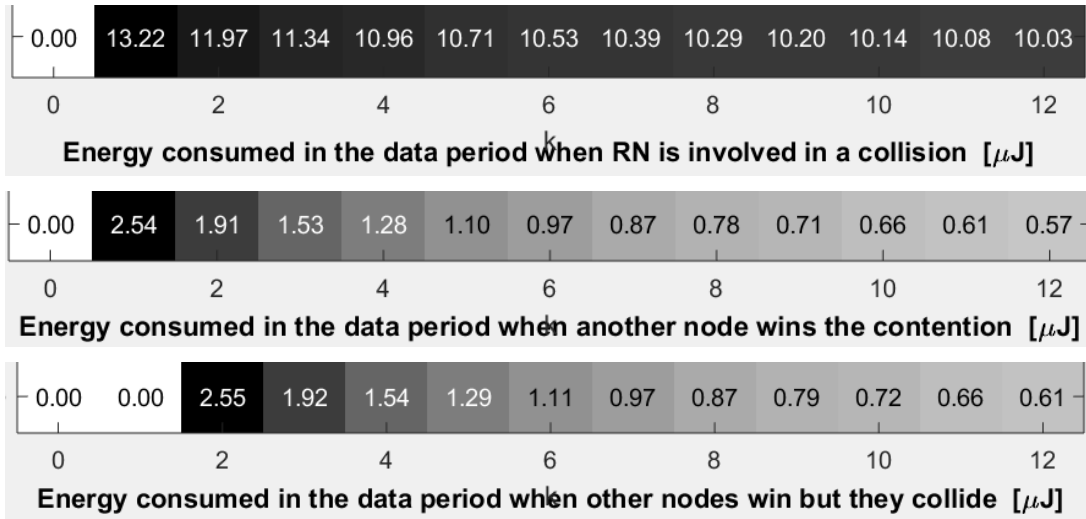 0.00 13.22 11.97 11.34 10.96 10.71 10.53 10.39 10.29 10.20 10.14 10.08 10.03
0 2 4 6 8 10 12
k
Energy consumed in the data period when RN is involved in a collision [μJ]
0.00 2.54 1.91 1.53 1.28 1.10 0.97 0.87 0.78 0.71 0.66 0.61 0.57
0 2 4 6 8 10 12
k
Energy consumed in the data period when another node wins the contention [μJ]
0.00 0.00 2.55 1.92 1.54 1.29 1.11 0.97 0.87 0.79 0.72 0.66 0.61
0 2 4 6 8 10 12
k
Energy consumed in the data period when other nodes win but they collide [μJ]